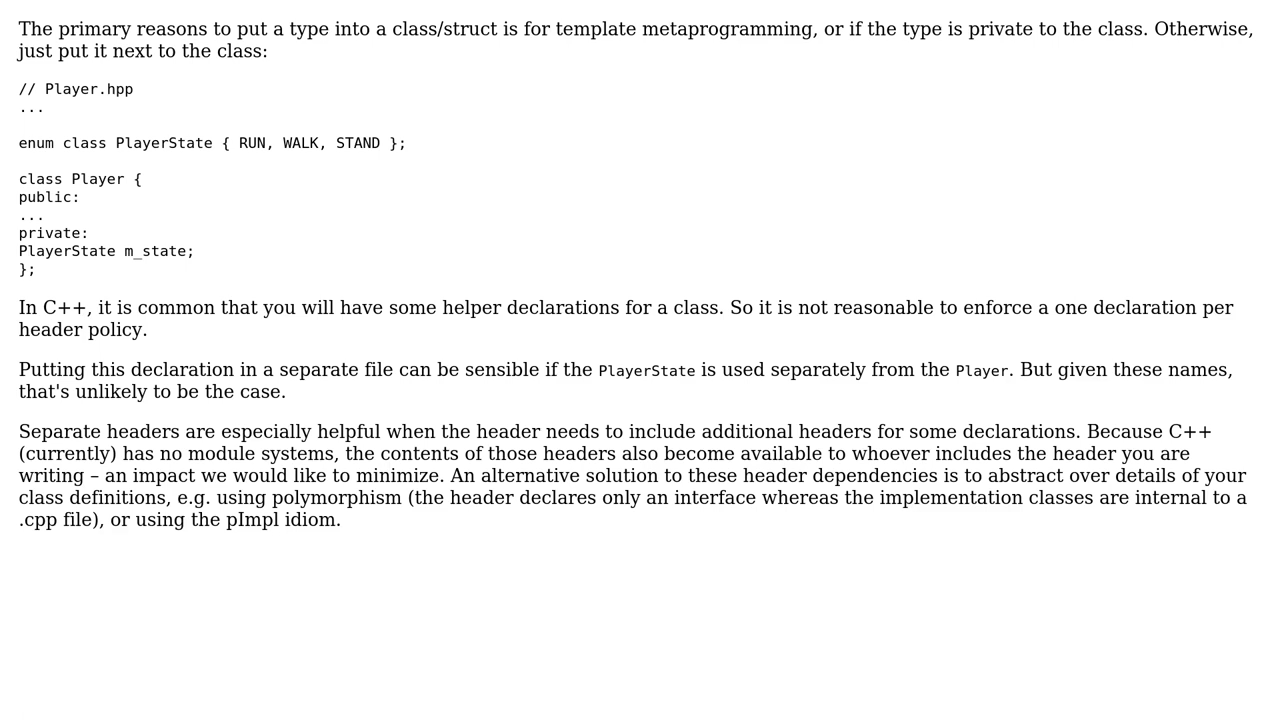 The primary reasons to put a type into a class/struct is for template metaprogramming, or if the type is private to the class. Otherwise,
just put it next to the class:
// Player.hpp
...
enum class PlayerState { RUN, WALK, STAND };
class Player {
public:
...
private:
PlayerState m_state;
};
In C++, it is common that you will have some helper declarations for a class. So it is not reasonable to enforce a one declaration per
header policy.
Putting this declaration in a separate file can be sensible if the PlayerState is used separately from the Player. But given these names,
that's unlikely to be the case.
Separate headers are especially helpful when the header needs to include additional headers for some declarations. Because C++
(currently) has no module systems, the contents of those headers also become available to whoever includes the header you are
writing – an impact we would like to minimize. An alternative solution to these header dependencies is to abstract over details of your
class definitions, e.g. using polymorphism (the header declares only an interface whereas the implementation classes are internal to a
.cpp file), or using the pImpl idiom.